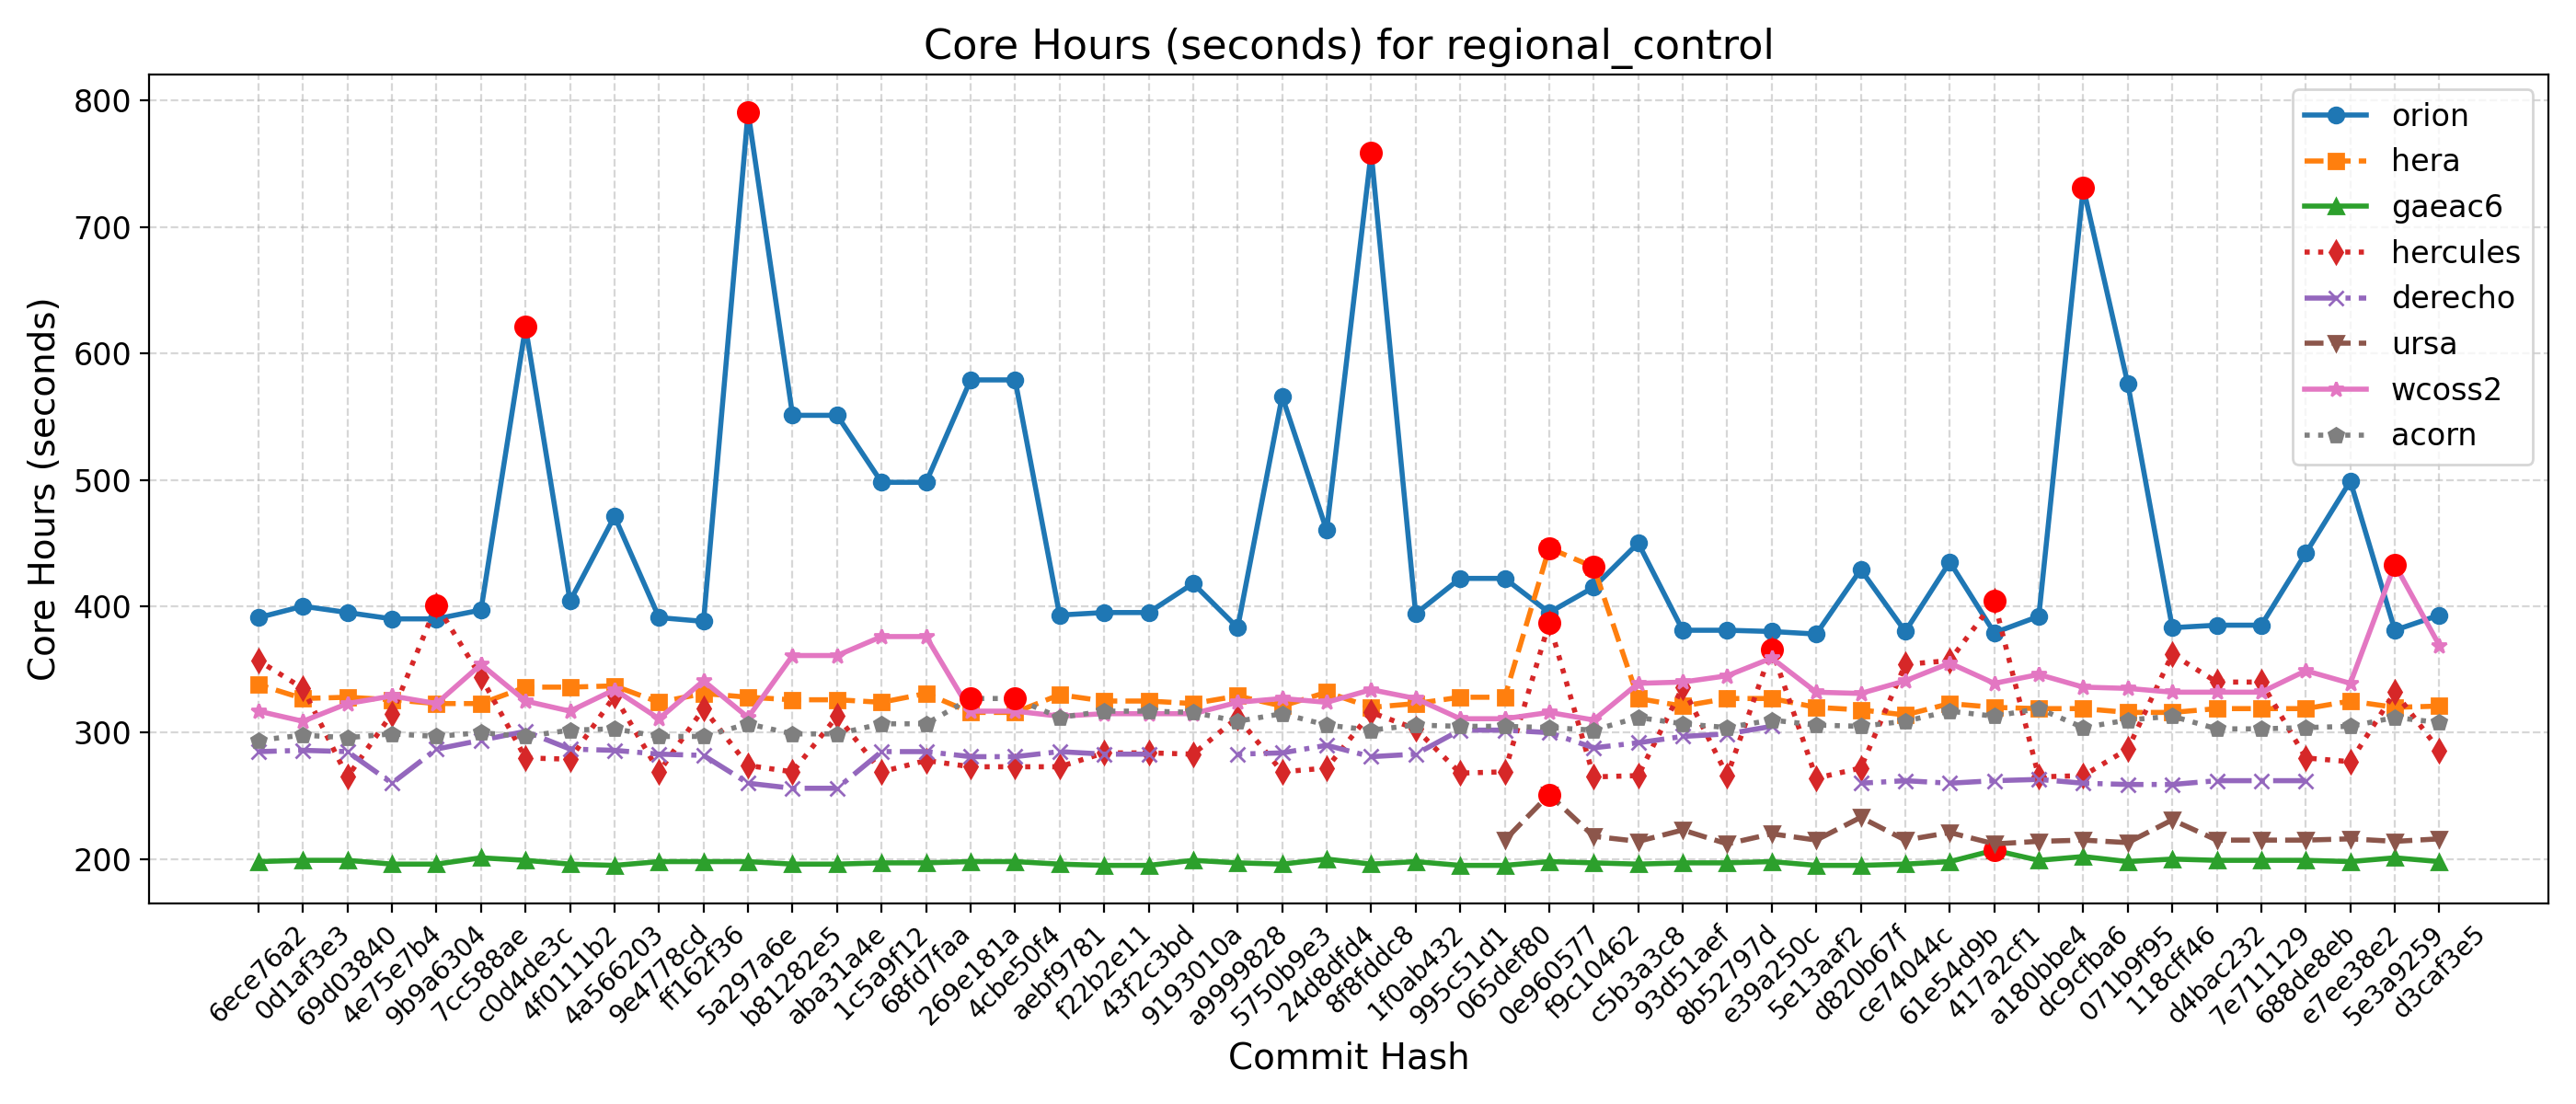 Core Hours (seconds) for regional_control
Core Hours (seconds)
800
700
600
500
400
300
200
orion
hera
gaeac6
hercules
derecho
ursa
wcoss2
acorn
6ece76a2
0d1af3e3
69d03840
4e75e7b4
9b9a6304
7cc588ae
c0d4de3c
4f0111b2
4a566203
9e4778cd
ff162f36
5a297a6e
b81282e5
aba31a4e
1c5a9f12
68fd7faa
269e181a
4cbe50f4
aebf9781
f22b2e11
43f2c3bd
9193010a
a9999828
5750b9e3
24d8dfd4
8f8fddc8
1f0ab432
995c51d1
065def80
0e960577
f9c10462
c5b3a3c8
93d51aef
8b52797d
e39a250c
5e13aaf2
d820b67f
ce74044c
61e54d9b
417a2cf1
a180bbe4
dc9cfba6
071b9f95
118cff46
d4bac232
7e711129
688de8eb
e7ee38e2
5e3a9259
d3caf3e5
Commit Hash